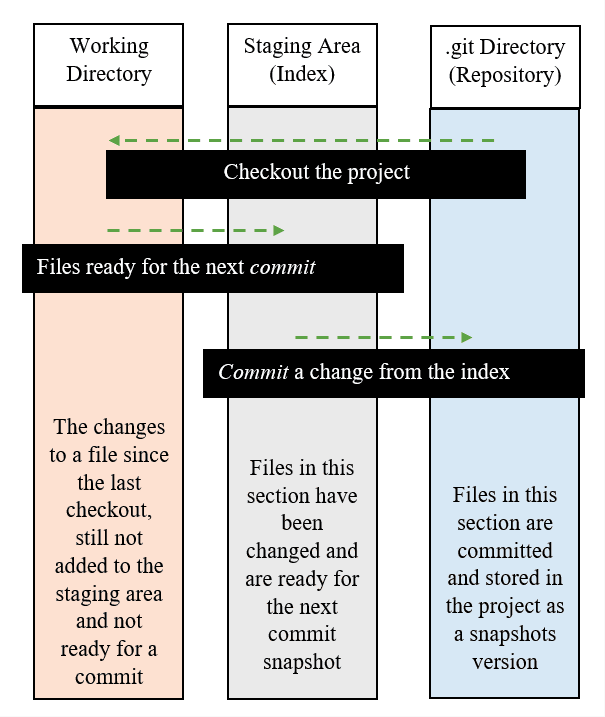 Working
Directory
Staging Area
(Index)
.git Directory
(Repository)
Checkout the project
Files ready for the next commit
Commit a change from the index
The changes
to a file since
the last
checkout,
still not
added to the
staging area
and not
ready for a
commit
Files in this
section have
been
changed and
are ready for
the next
commit
snapshot
Files in this
section are
committed
and stored in
the project as
a snapshots
version